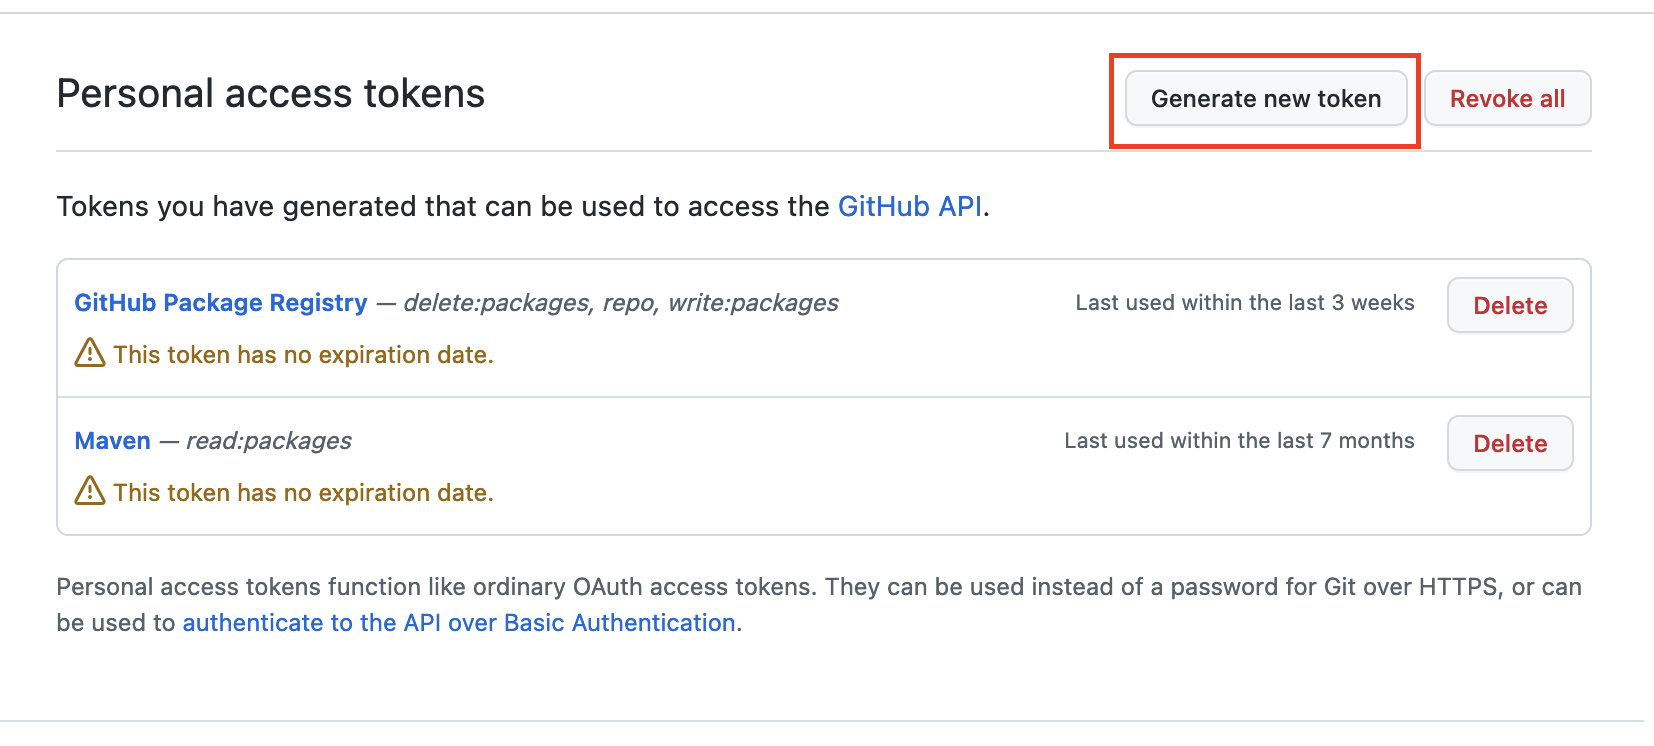 Personal access tokens
Generate new token
Revoke all
Tokens you have generated that can be used to access the GitHub API.
GitHub Package Registry — delete:packages, repo, write:packages
Last used within the last 3 weeks
Delete
This token has no expiration date.
Maven — read:packages
Last used within the last 7 months
Delete
This token has no expiration date.
Personal access tokens function like ordinary OAuth access tokens. They can be used instead of a password for Git over HTTPS, or can
be used to authenticate to the API over Basic Authentication.